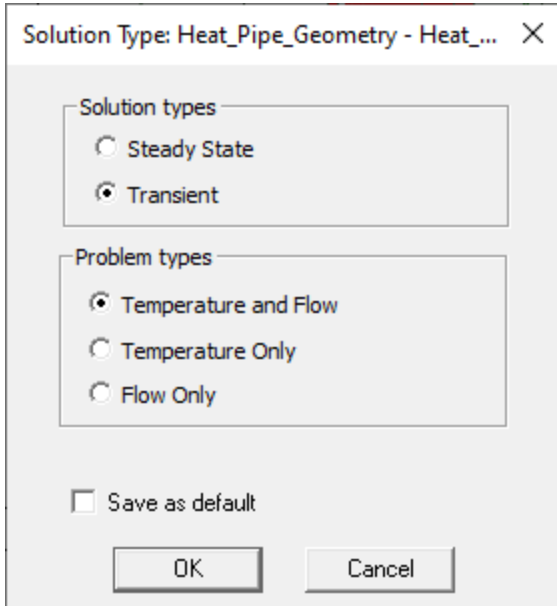 Solution Type: Heat_Pipe_Geometry - Heat_...
Solution types
Steady State
Transient
Problem types
Temperature and Flow
Temperature Only
Flow Only
Save as default
OK Cancel